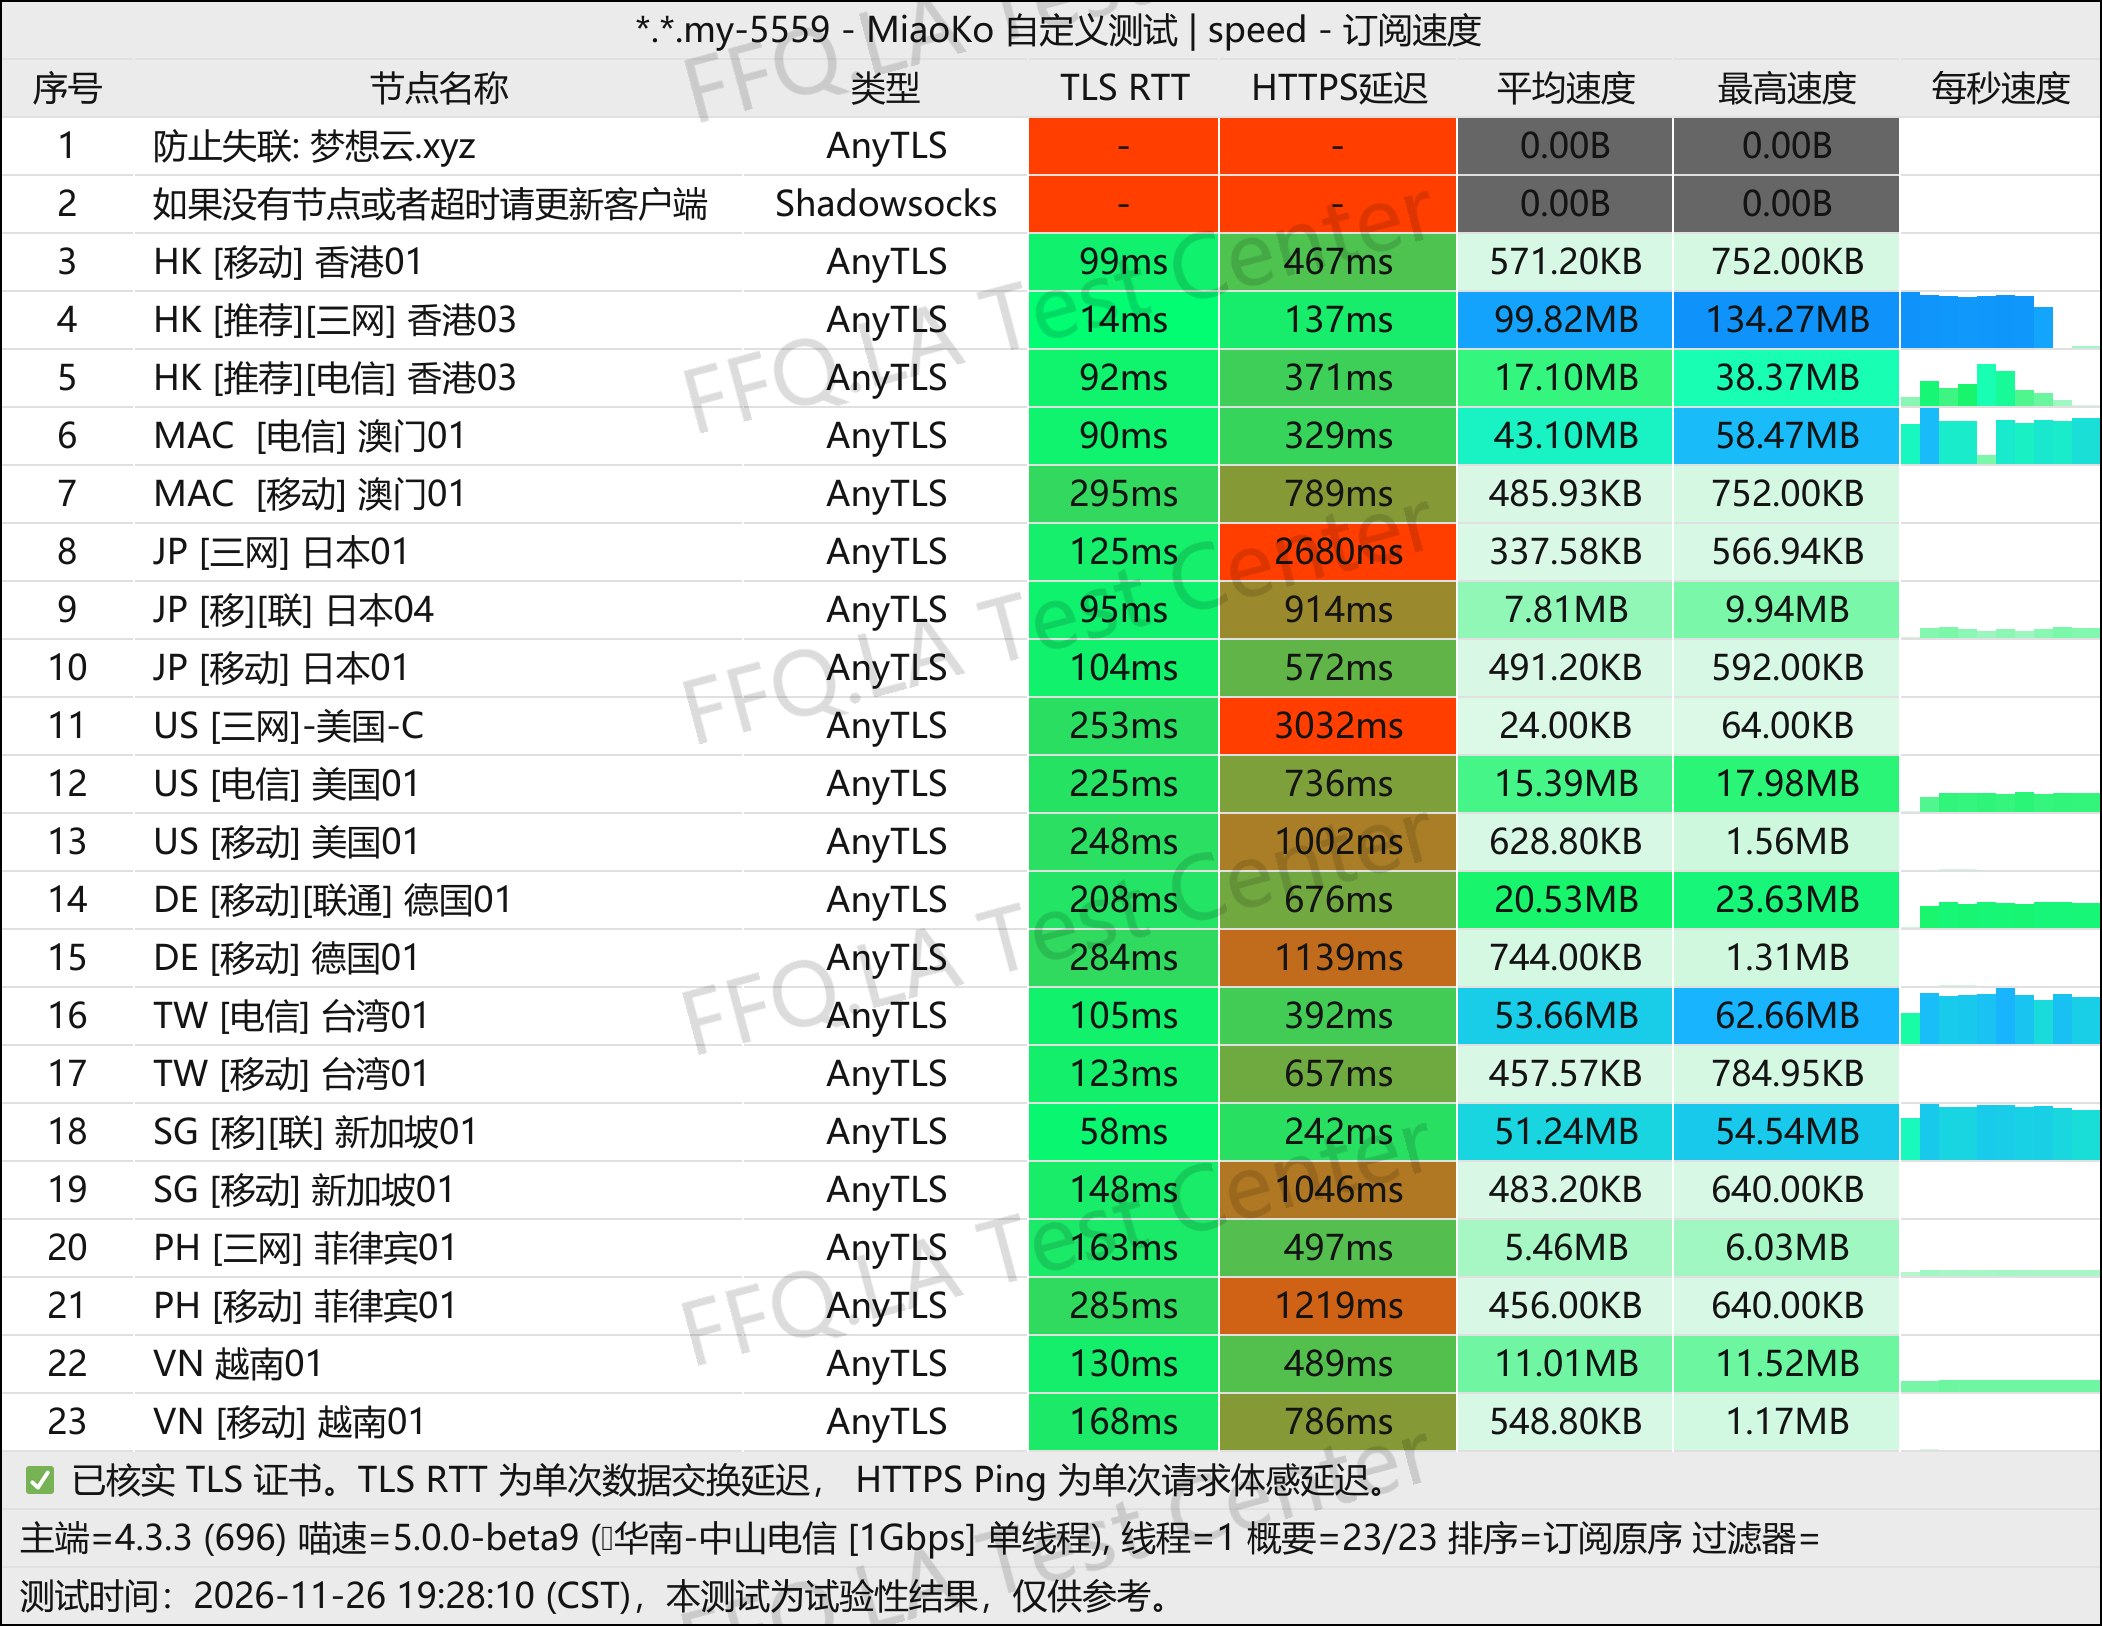 *.*.my-5559 - MiaoKo 自定义测试 | speed - 订阅速度
序号 节点名称 类型 TLS RTT HTTPS延迟 平均速度 最高速度 每秒速度
1 防止失联: 梦想云.xyz AnyTLS - - 0.00B 0.00B
2 如果没有节点或者超时请更新客户端 Shadowsocks - - 0.00B 0.00B
3 HK [移动] 香港01 AnyTLS 99ms 467ms 571.20KB 752.00KB
4 HK [推荐][三网] 香港03 AnyTLS 14ms 137ms 99.82MB 134.27MB
5 HK [推荐][电信] 香港03 AnyTLS 92ms 371ms 17.10MB 38.37MB
6 MAC [电信] 澳门01 AnyTLS 90ms 329ms 43.10MB 58.47MB
7 MAC [移动] 澳门01 AnyTLS 295ms 789ms 485.93KB 752.00KB
8 JP [三网] 日本01 AnyTLS 125ms 2680ms 337.58KB 566.94KB
9 JP [移][联] 日本04 AnyTLS 95ms 914ms 7.81MB 9.94MB
10 JP [移动] 日本01 AnyTLS 104ms 572ms 491.20KB 592.00KB
11 US [三网]-美国-C AnyTLS 253ms 3032ms 24.00KB 64.00KB
12 US [电信] 美国01 AnyTLS 225ms 736ms 15.39MB 17.98MB
13 US [移动] 美国01 AnyTLS 248ms 1002ms 628.80KB 1.56MB
14 DE [移动][联通] 德国01 AnyTLS 208ms 676ms 20.53MB 23.63MB
15 DE [移动] 德国01 AnyTLS 284ms 1139ms 744.00KB 1.31MB
16 TW [电信] 台湾01 AnyTLS 105ms 392ms 53.66MB 62.66MB
17 TW [移动] 台湾01 AnyTLS 123ms 657ms 457.57KB 784.95KB
18 SG [移][联] 新加坡01 AnyTLS 58ms 242ms 51.24MB 54.54MB
19 SG [移动] 新加坡01 AnyTLS 148ms 1046ms 483.20KB 640.00KB
20 PH [三网] 菲律宾01 AnyTLS 163ms 497ms 5.46MB 6.03MB
21 PH [移动] 菲律宾01 AnyTLS 285ms 1219ms 456.00KB 640.00KB
22 VN 越南01 AnyTLS 130ms 489ms 11.01MB 11.52MB
23 VN [移动] 越南01 AnyTLS 168ms 786ms 548.80KB 1.17MB
✅ 已核实 TLS 证书。TLS RTT 为单次数据交换延迟， HTTPS Ping 为单次请求体感延迟。
主端=4.3.3 (696) 喵速=5.0.0-beta9 (华南-中山电信 [1Gbps] 单线程), 线程=1 概要=23/23 排序=订阅原序 过滤器=
测试时间：2026-11-26 19:28:10 (CST)，本测试为试验性结果，仅供参考。
FFQ.LA Test Center
FFQ.LA Test Center
FFQ.LA Test Center
FFQ.LA Test Center
FFQ.LA Test Center
FFQ.LA Test Center